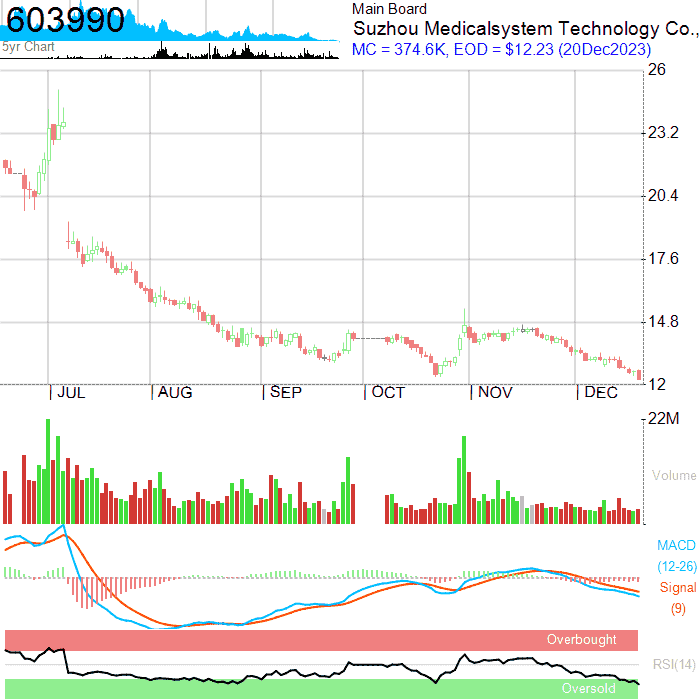 603990
5yr Chart
Main Board
Suzhou Medicalsystem Technology Co.,
MC = 374.6K, EOD = $12.23 (20Dec2023)
26
23.2
20.4
17.6
14.8
12
JUL AUG SEP OCT NOV DEC
22M
Volume
MACD
(12-26)
Signal
(9)
Overbought
RSI(14)
Oversold